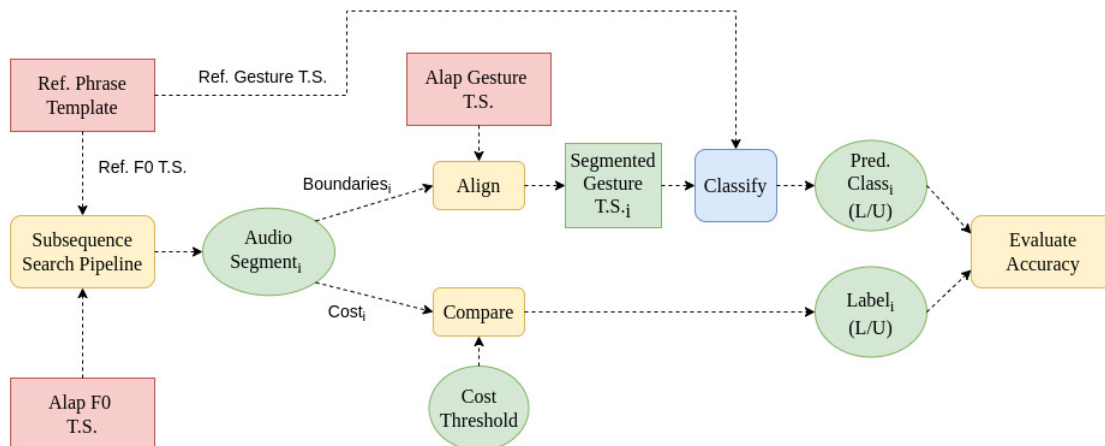 Ref. Phrase
Template
Ref. Gesture T.S.
Alap Gesture
T.S.
Ref. F0 T.S.
Boundariesi
Align
Segmented
Gesture
T.S.i
Classify
Pred.
Classi
(L/U)
Subsequence
Search Pipeline
Audio
Segmenti
Evaluate
Accuracy
Costi
Compare
Labeli
(L/U)
Cost
Threshold
Alap F0
T.S.